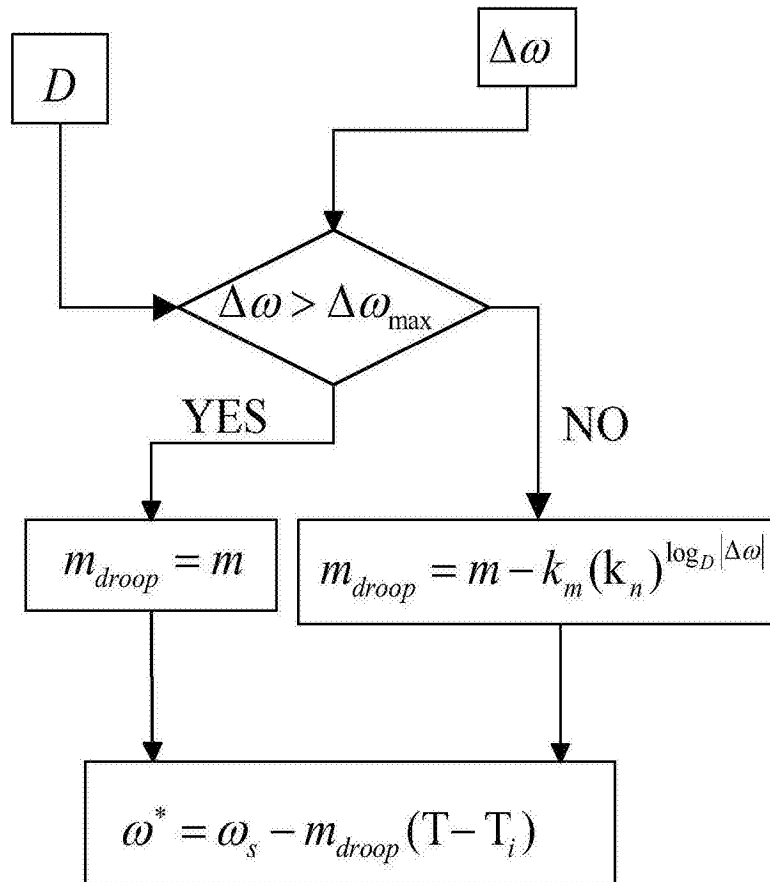 D
Δω
Δω > Δω_max
YES
NO
m_droop = m
m_droop = m − k_m(k_n)^{log_D |Δω|}
ω* = ω_s − m_droop(T − T_i)